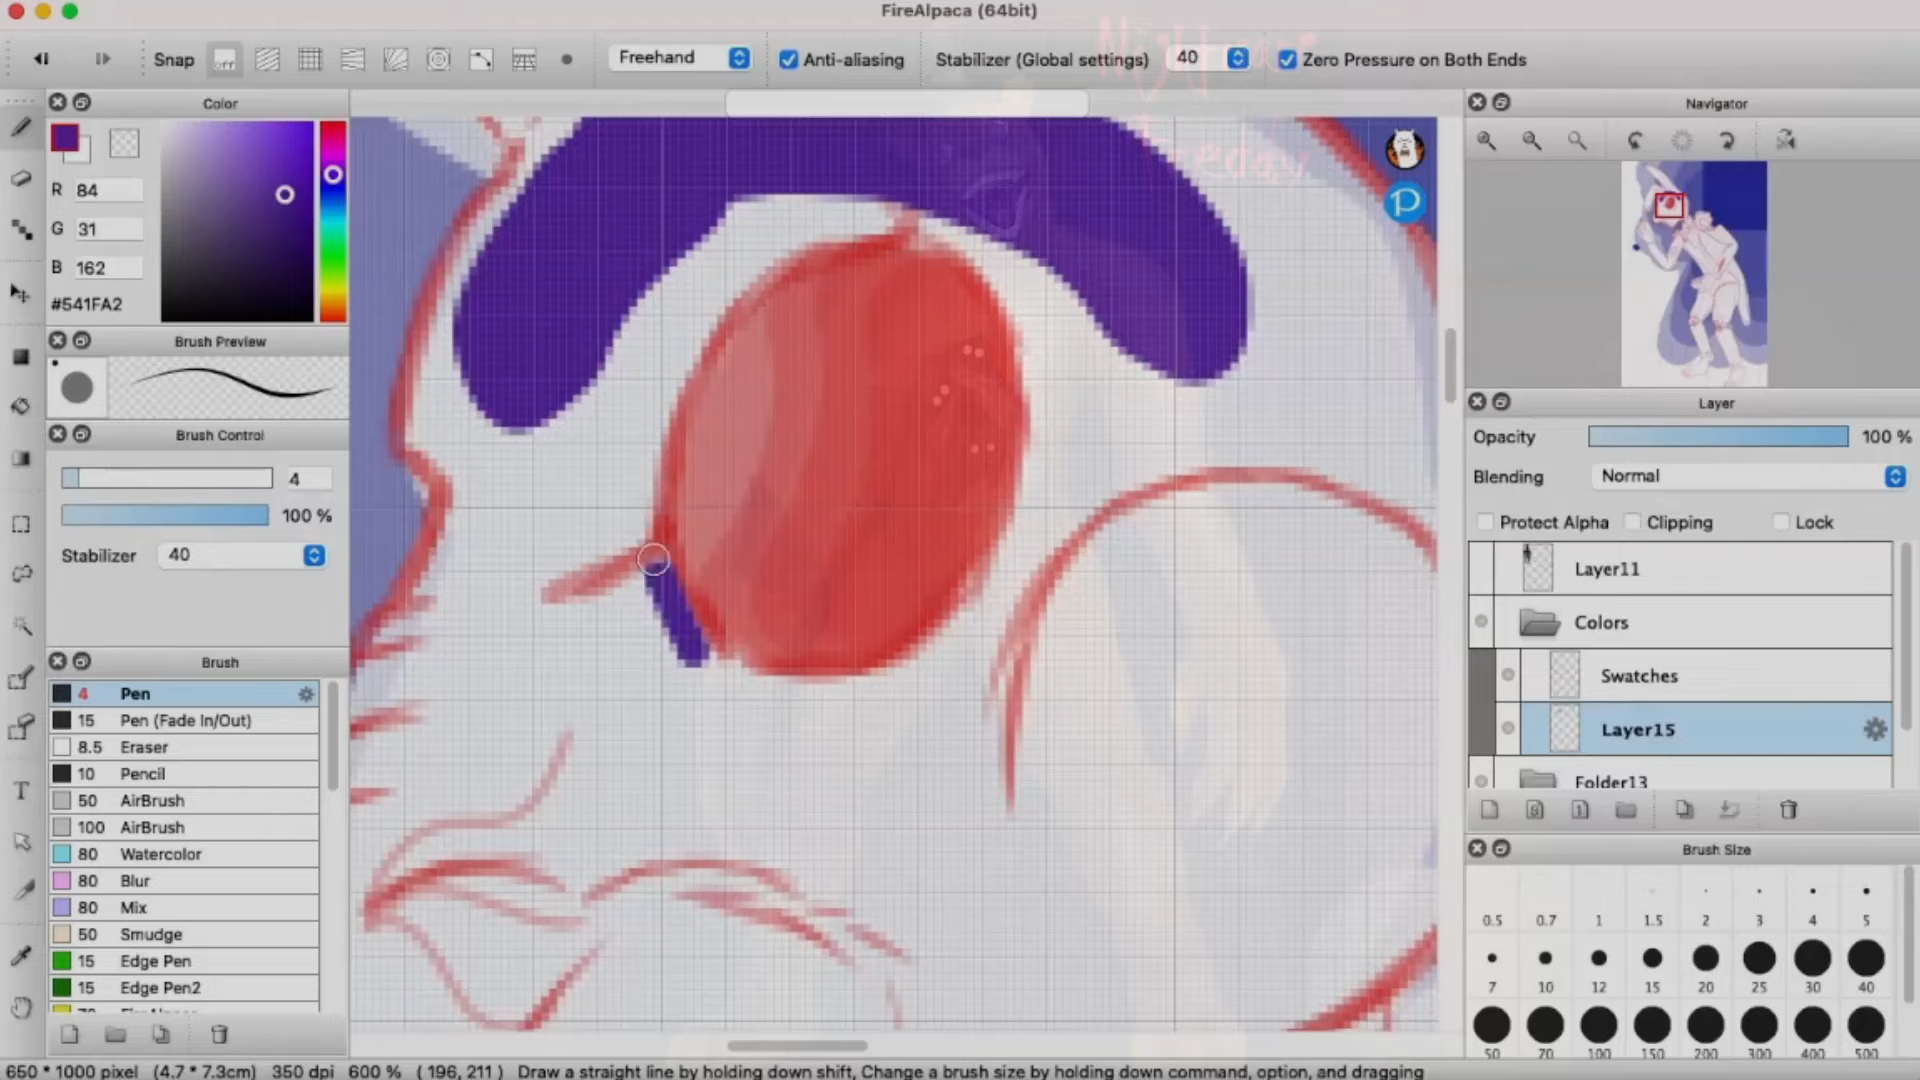 FireAlpaca (64bit)
Snap
off
Freehand
Anti-aliasing
Stabilizer (Global settings)
40
Zero Pressure on Both Ends
Color
R 84
G 31
B 162
#541FA2
Brush Preview
Brush Control
4
100 %
Stabilizer 40
Brush
4 Pen
15 Pen (Fade In/Out)
8.5 Eraser
10 Pencil
50 AirBrush
100 AirBrush
80 Watercolor
80 Blur
80 Mix
50 Smudge
15 Edge Pen
15 Edge Pen2
T
P
Navigator
Layer
Opacity 100 %
Blending Normal
Protect Alpha Clipping Lock
Layer11
Colors
Swatches
Layer15
Folder13
Brush Size
0.5 0.7 1 1.5 2 3 4 5
7 10 12 15 20 25 30 40
50 70 100 150 200 300 400 500
650 * 1000 pixel (4.7 * 7.3cm) 350 dpi 600 % ( 196, 211 ) Draw a straight line by holding down shift, Change a brush size by holding down command, option, and dragging